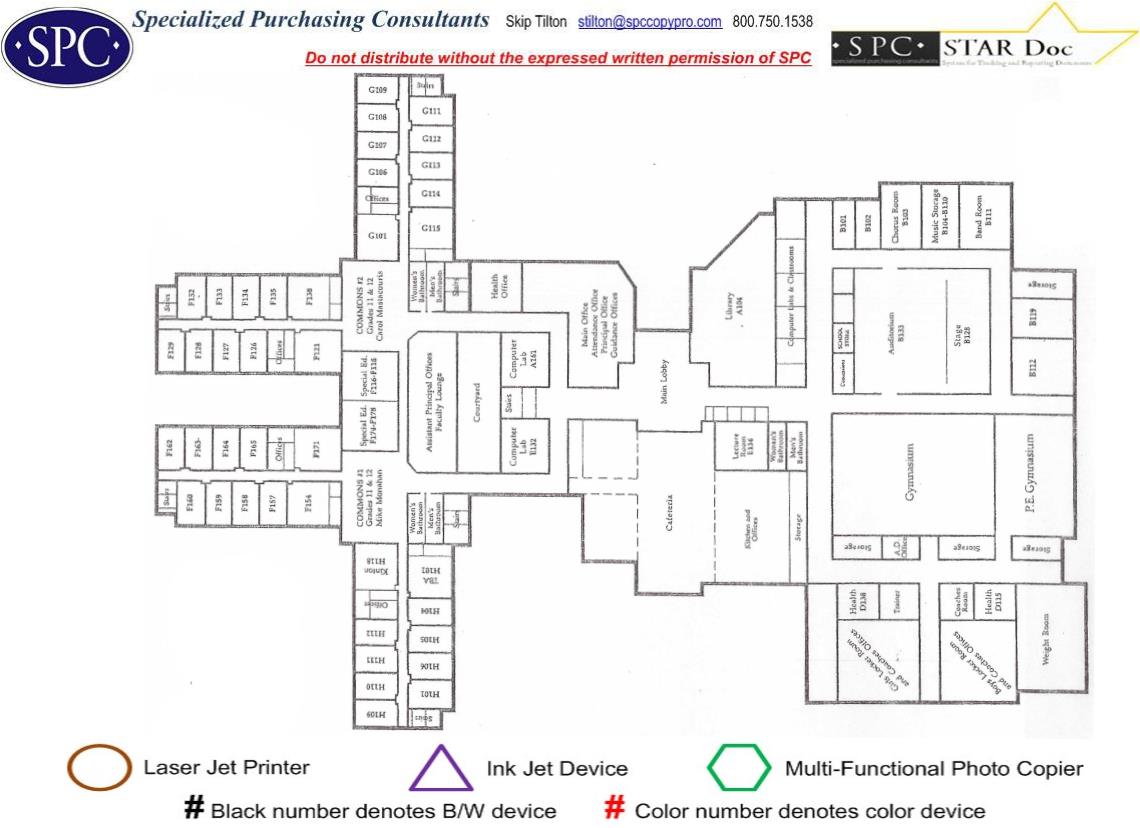 SPC
Specialized Purchasing Consultants Skip Tilton stilton@spccopypro.com 800.750.1538
Do not distribute without the expressed written permission of SPC
· S P C · STAR Doc
specialized purchasing consultants System for Tracking and Reporting Documents
G109
G108
G107
G106
Offices
G101
Stairs
G111
G112
G113
G114
G115
Women's
Bathroom
Men's
Bathroom
Stairs
Health
Office
Main Office
Attendance Office
Principal Office
Guidance Offices
Stairs
F132
F133
F134
F135
F138
COMMONS #2
Grades 11 & 12
Carol Mastacouris
F129
F128
F127
F126
Offices
F121
Special Ed.
F116-F118
Special Ed.
F174-F178
Assistant Principal Offices
Faculty Lounge
Courtyard
Computer
Lab
A161
Stairs
Computer
Lab
E132
Main Lobby
Library
A104
Computer Labs & Classrooms
B101
B102
Chorus Room
B103
Music Storage
B104-B110
Band Room
B111
SCHOOL
STORE
Concession
Auditorium
B133
Stage
B128
Storage
B119
B112
F162
F163
F164
F165
Offices
F171
Stairs
F160
F159
F158
F157
F154
COMMONS #1
Grades 11 & 12
Mike Monahan
Women's
Bathroom
Men's
Bathroom
Stairs
Cafeteria
Lecture
Room
E134
Women's
Bathroom
Men's
Bathroom
Kitchen and
Offices
Storage
Gymnasium
P.E. Gymnasium
Storage
A.D.
Office
Storage
Storage
H118
Kinton
Offices
H112
H111
H110
H109
TBA
H104
H105
H106
H101
Stairs
Health
D138
Trainer
Girls Locker Room
and Coaches Offices
Coaches
Room
Health
D115
Boys Locker Room
and Coaches Offices
Weight Room
Laser Jet Printer
Ink Jet Device
Multi-Functional Photo Copier
# Black number denotes B/W device
# Color number denotes color device